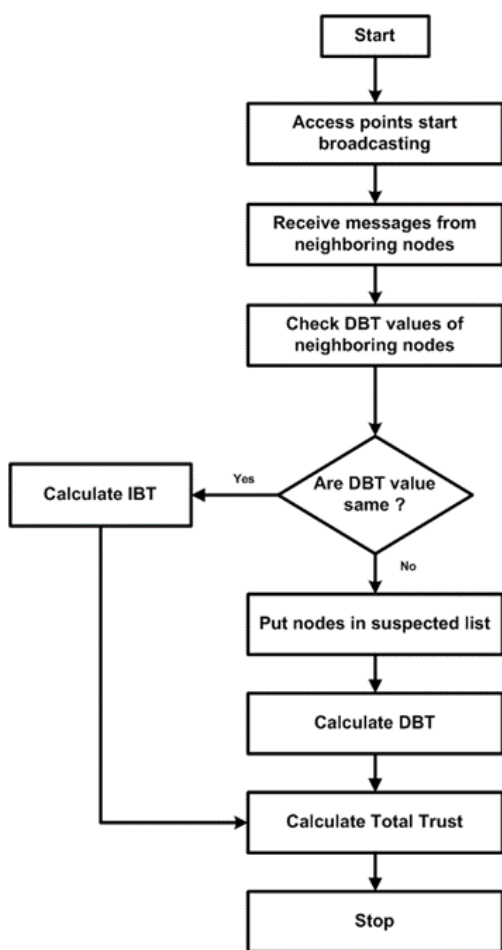 Start
Access points start
broadcasting
Receive messages from
neighboring nodes
Check DBT values of
neighboring nodes
Are DBT value
same ?
Yes
Calculate IBT
No
Put nodes in suspected list
Calculate DBT
Calculate Total Trust
Stop